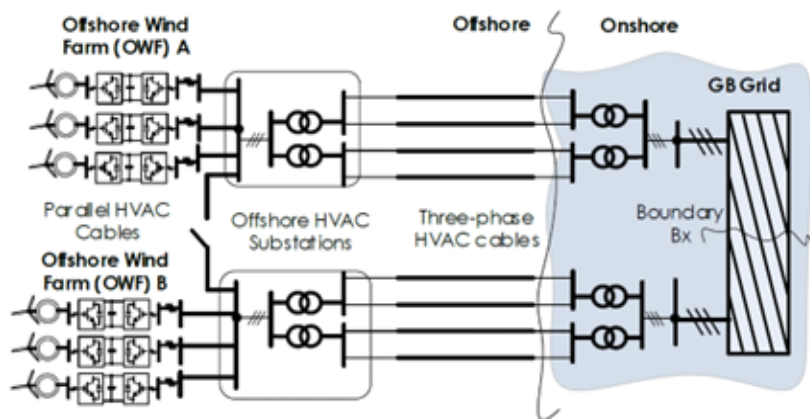 Offshore Wind
Farm (OWF) A
Offshore
Onshore
GB Grid
Parallel HVAC
Cables
Offshore HVAC
Substations
Three-phase
HVAC cables
Boundary
Bx
Offshore Wind
Farm (OWF) B